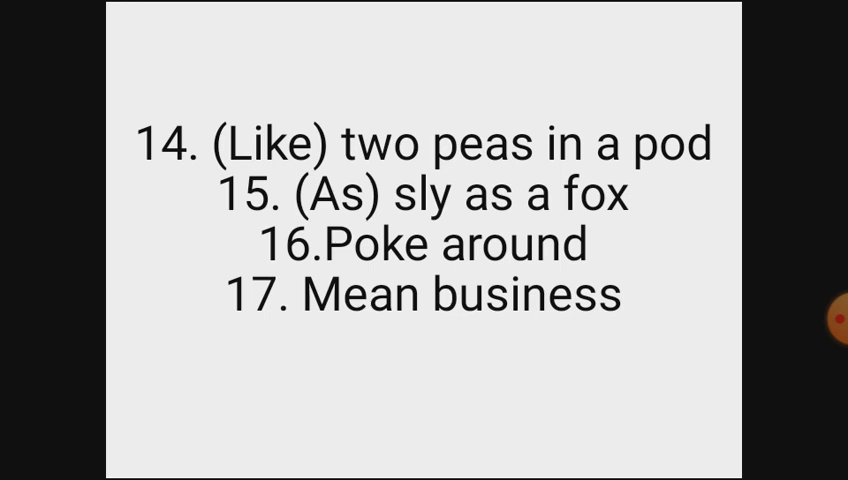 14. (Like) two peas in a pod
15. (As) sly as a fox
16.Poke around
17. Mean business